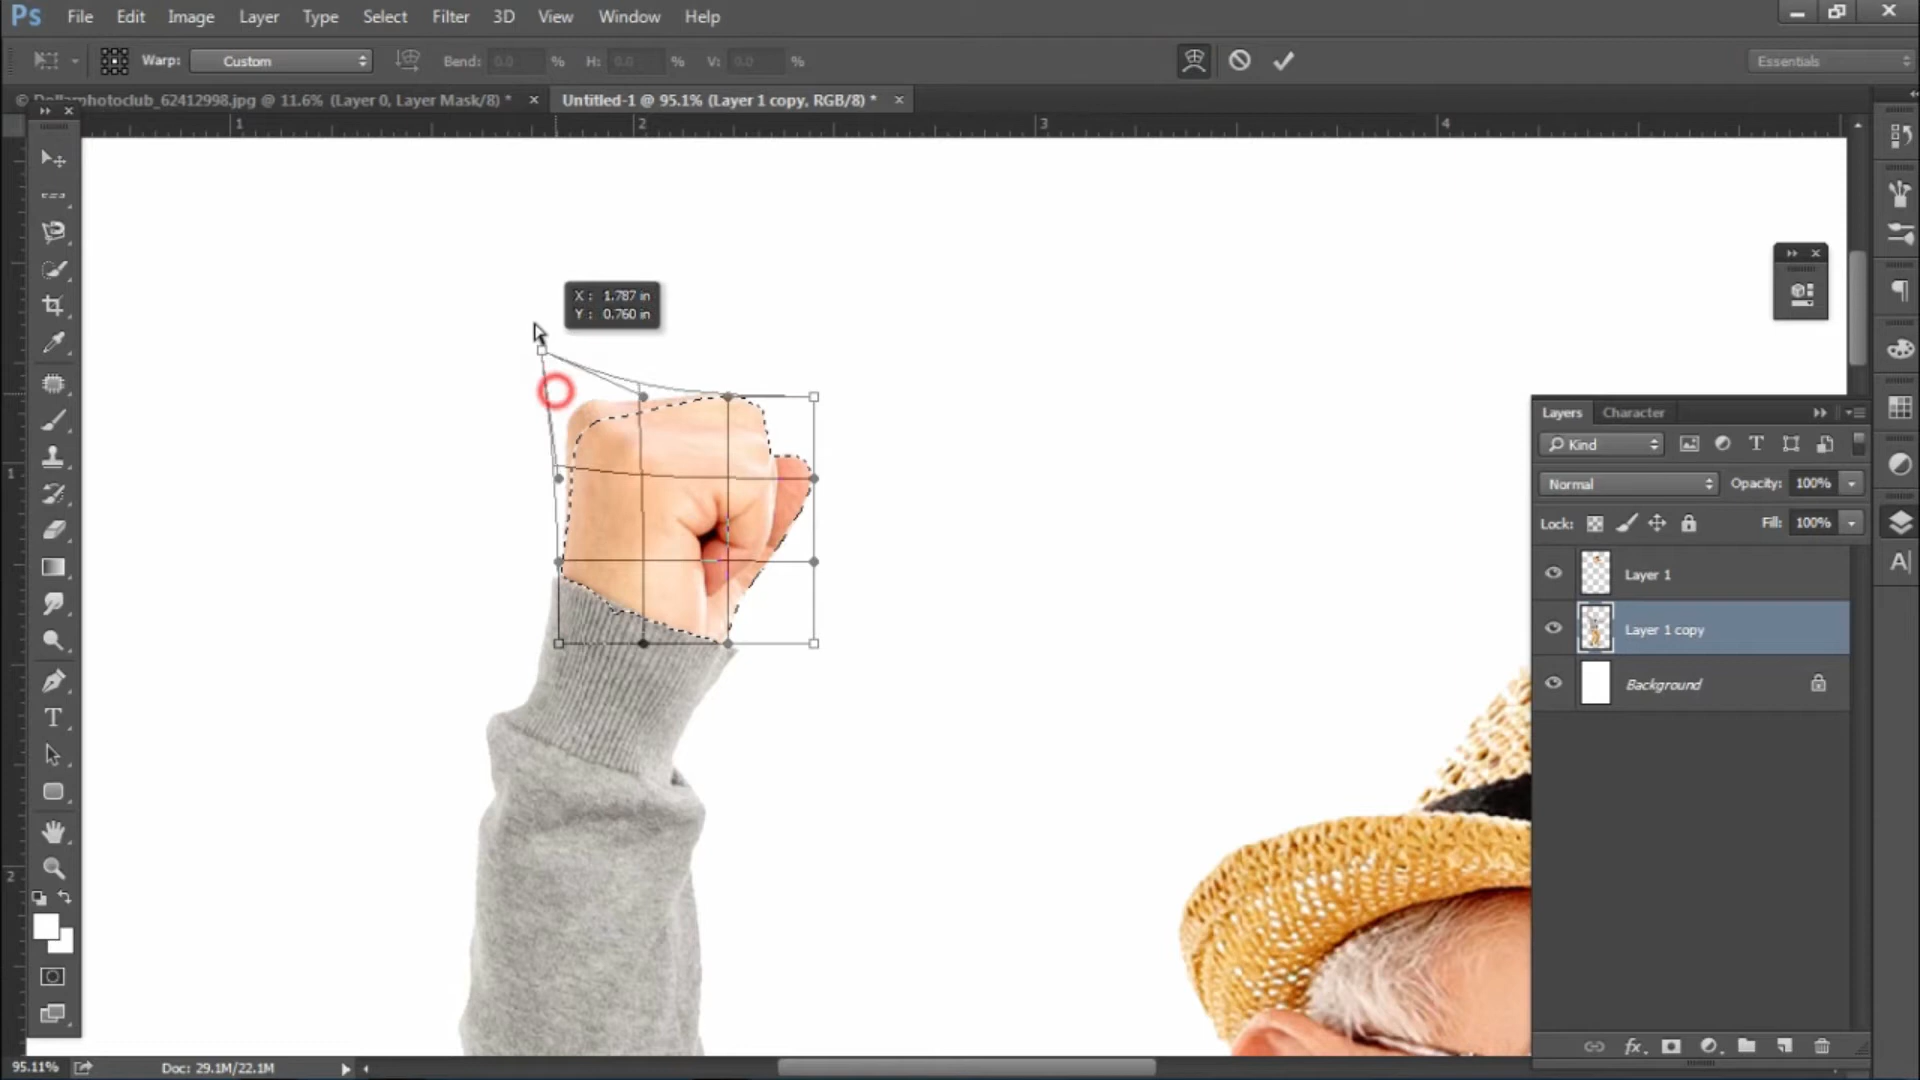 Ps File Edit Image Layer Type Select Filter 3D View Window Help
Warp: Custom Bend: 0.0 % H: 0.0 % V: 0.0 % Essentials
© Dollarphotoclub_62412998.jpg @ 11.6% (Layer 0, Layer Mask/8) * × Untitled-1 @ 95.1% (Layer 1 copy, RGB/8) * ×
1 2 3 4
X : 1.787 in
Y : 0.760 in
Layers Character
Kind
Normal Opacity: 100%
Lock: Fill: 100%
1
Layer 1
Layer 1 copy
Background
2
95.11% Doc: 29.1M/22.1M